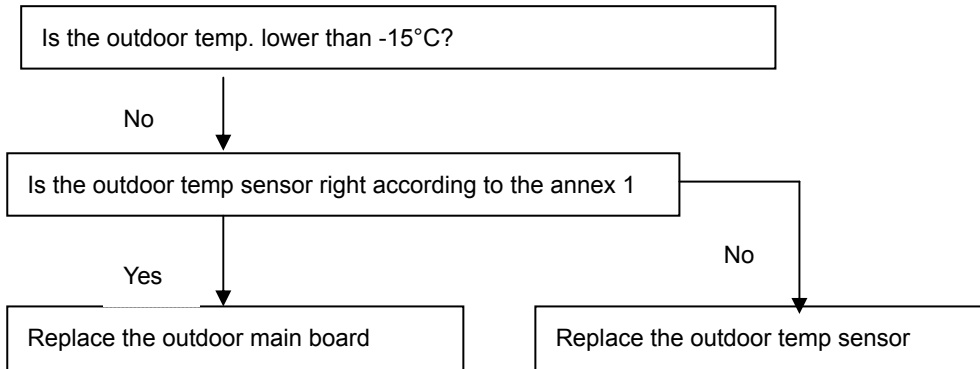 Is the outdoor temp. lower than -15°C?
No
Is the outdoor temp sensor right according to the annex 1
Yes
No
Replace the outdoor main board
Replace the outdoor temp sensor